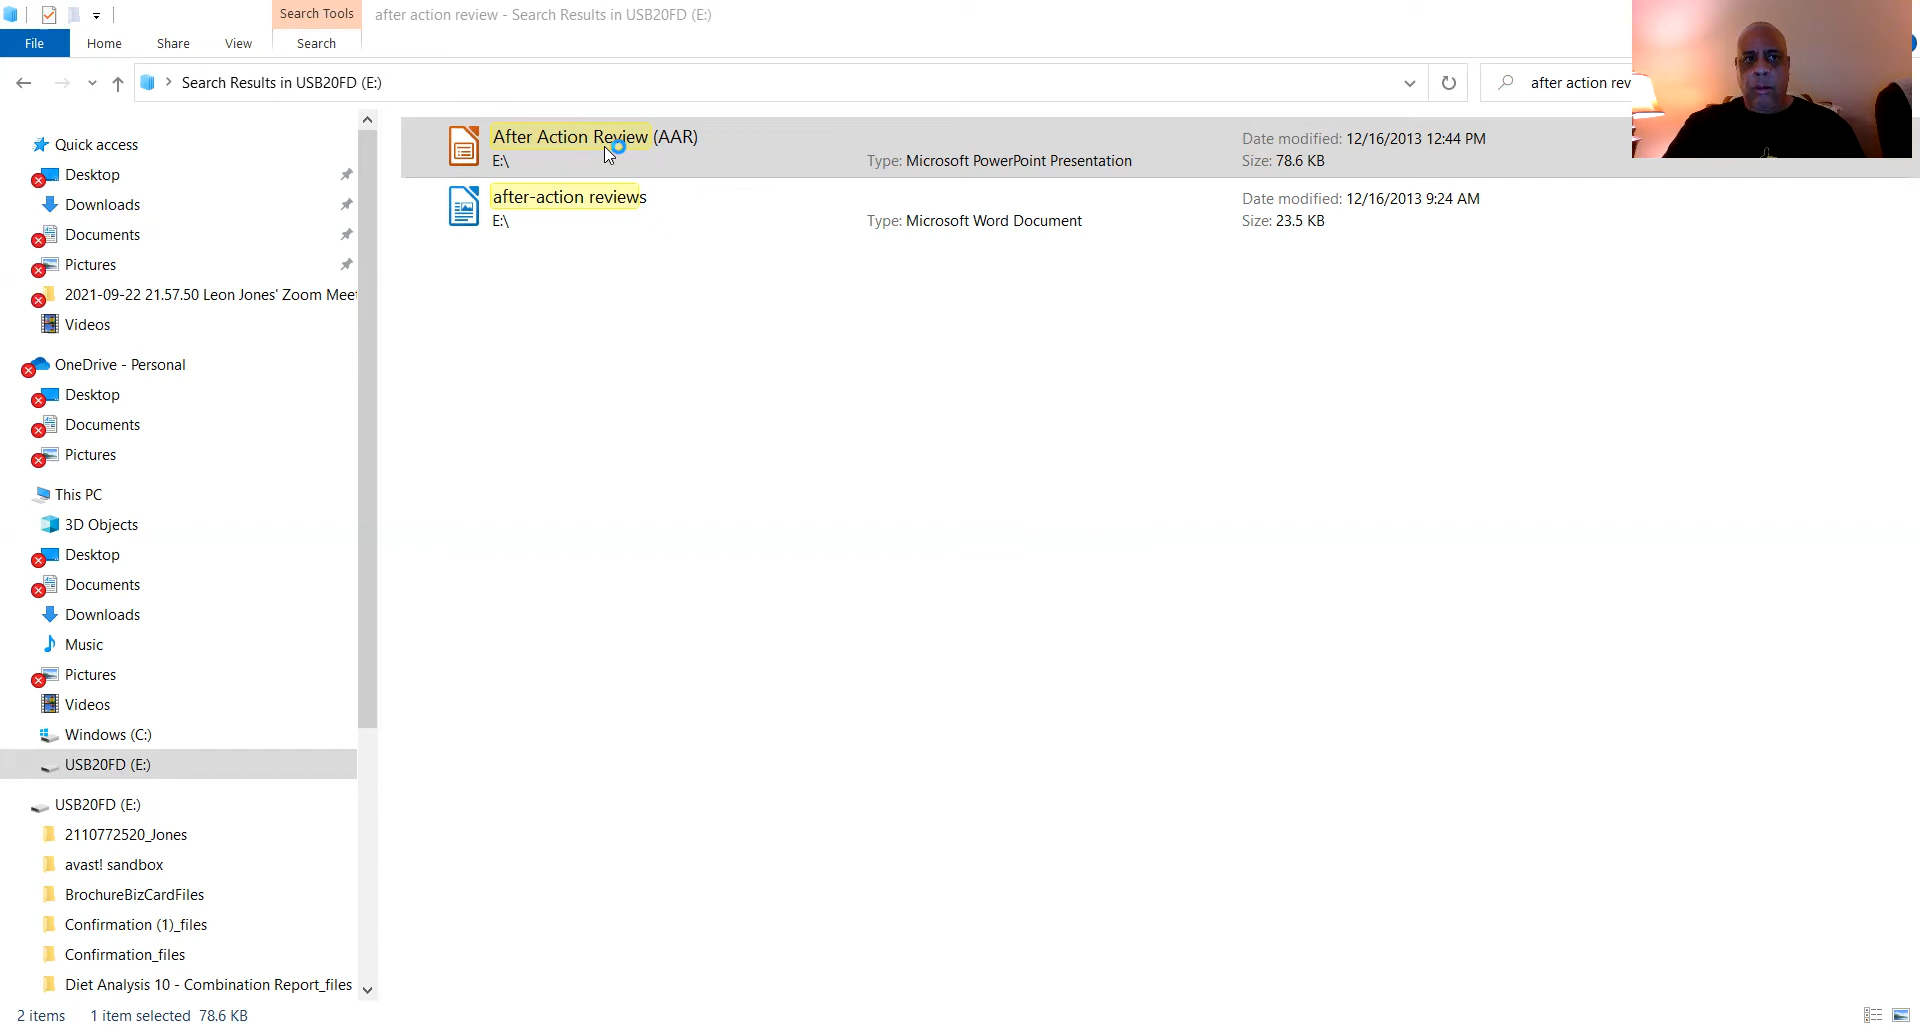 Search Tools
after action review - Search Results in USB20FD (E:)
File
Home
Share
View
Search
Search Results in USB20FD (E:)
after action rev
Quick access
Desktop
Downloads
Documents
Pictures
2021-09-22 21.57.50 Leon Jones' Zoom Meet
Videos
OneDrive - Personal
Desktop
Documents
Pictures
This PC
3D Objects
Desktop
Documents
Downloads
Music
Pictures
Videos
Windows (C:)
USB20FD (E:)
USB20FD (E:)
2110772520_Jones
avast! sandbox
BrochureBizCardFiles
Confirmation (1)_files
Confirmation_files
Diet Analysis 10 - Combination Report_files
After Action Review (AAR)
E:\
Type: Microsoft PowerPoint Presentation
Date modified: 12/16/2013 12:44 PM
Size: 78.6 KB
after-action reviews
E:\
Type: Microsoft Word Document
Date modified: 12/16/2013 9:24 AM
Size: 23.5 KB
2 items
1 item selected 78.6 KB